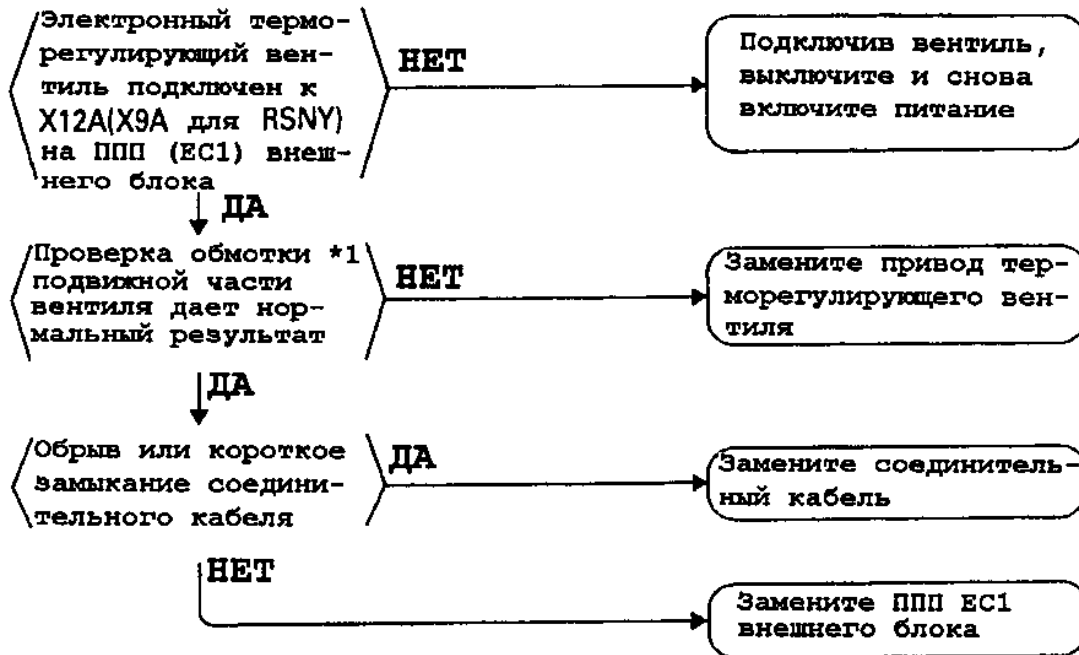 Электронный термо-
регулирующий вен-
тиль подключен к
X12A(X9A для RSNY)
на ППП (EC1) внеш-
него блока
НЕТ
Подключив вентиль,
выключите и снова
включите питание
ДА
Проверка обмотки *1
подвижной части
вентиля дает нор-
мальный результат
НЕТ
Замените привод тер-
морегулирующего вен-
тиля
ДА
Обрыв или короткое
замыкание соедини-
тельного кабеля
ДА
Замените соединитель-
ный кабель
НЕТ
Замените ППП EC1
внешнего блока